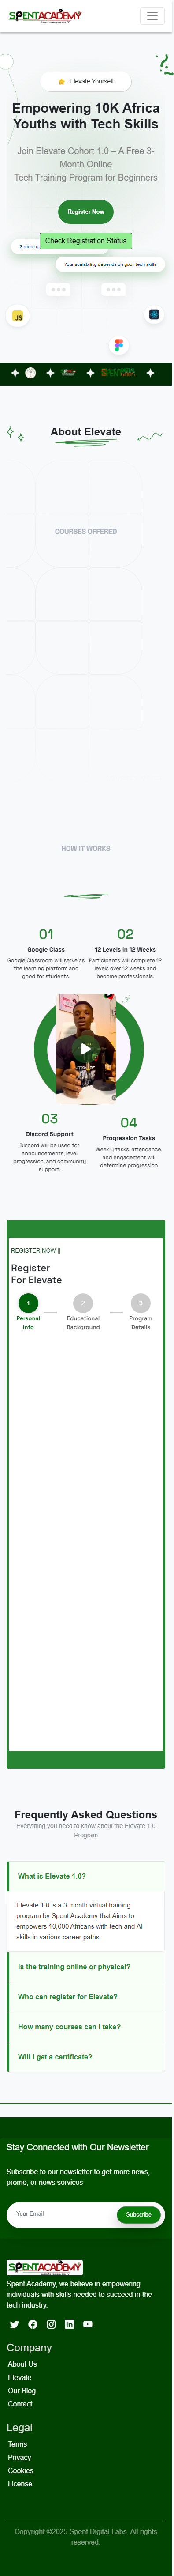 SPENTACADEMY
Elevate Yourself
Empowering 10K Africa
Youths with Tech Skills
Join Elevate Cohort 1.0 – A Free 3-
Month Online
Tech Training Program for Beginners
Register Now
Check Registration Status
Your scalability depends on your tech skills
JS
About Elevate
COURSES OFFERED
HOW IT WORKS
01
Google Class
Google Classroom will serve as
the learning platform and
good for students.
02
12 Levels in 12 Weeks
Participants will complete 12
levels over 12 weeks and
become professionals.
03
Discord Support
Discord will be used for
announcements, level
progression, and community
support.
04
Progression Tasks
Weekly tasks, attendance,
and engagement will
determine progression
REGISTER NOW ||
Register
For Elevate
1
Personal
Info
2
Educational
Background
3
Program
Details
Frequently Asked Questions
Everything you need to know about the Elevate 1.0
Program
What is Elevate 1.0?
Elevate 1.0 is a 3-month virtual training
program by Spent Academy that Aims to
empowers 10,000 Africans with tech and AI
skills in various career paths.
Is the training online or physical?
Who can register for Elevate?
How many courses can I take?
Will I get a certificate?
Stay Connected with Our Newsletter
Subscribe to our newsletter to get more news,
promo, or news services
Your Email
Subscribe
SPENTACADEMY
Spent Academy, we believe in empowering
individuals with skills needed to succeed in the
tech industry.
Company
About Us
Elevate
Our Blog
Contact
Legal
Terms
Privacy
Cookies
License
Copyright ©2025 Spent Digital Labs. All rights
reserved.